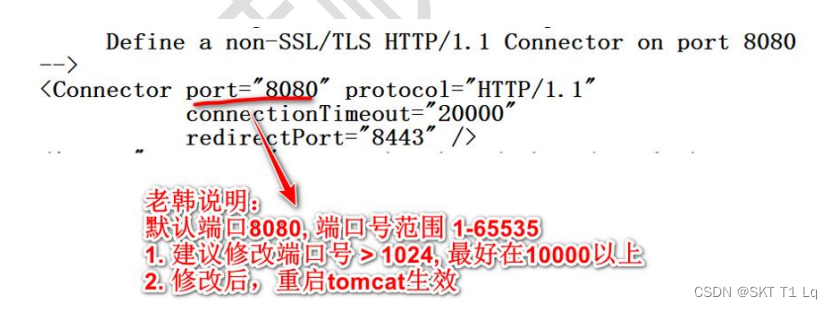 Define a non-SSL/TLS HTTP/1.1 Connector on port 8080
-->
<Connector port="8080" protocol="HTTP/1.1"
connectionTimeout="20000"
redirectPort="8443" />
老韩说明:
默认端口8080, 端口号范围 1-65535
1. 建议修改端口号 > 1024, 最好在10000以上
2. 修改后，重启tomcat生效
CSDN @SKT T1 Lq